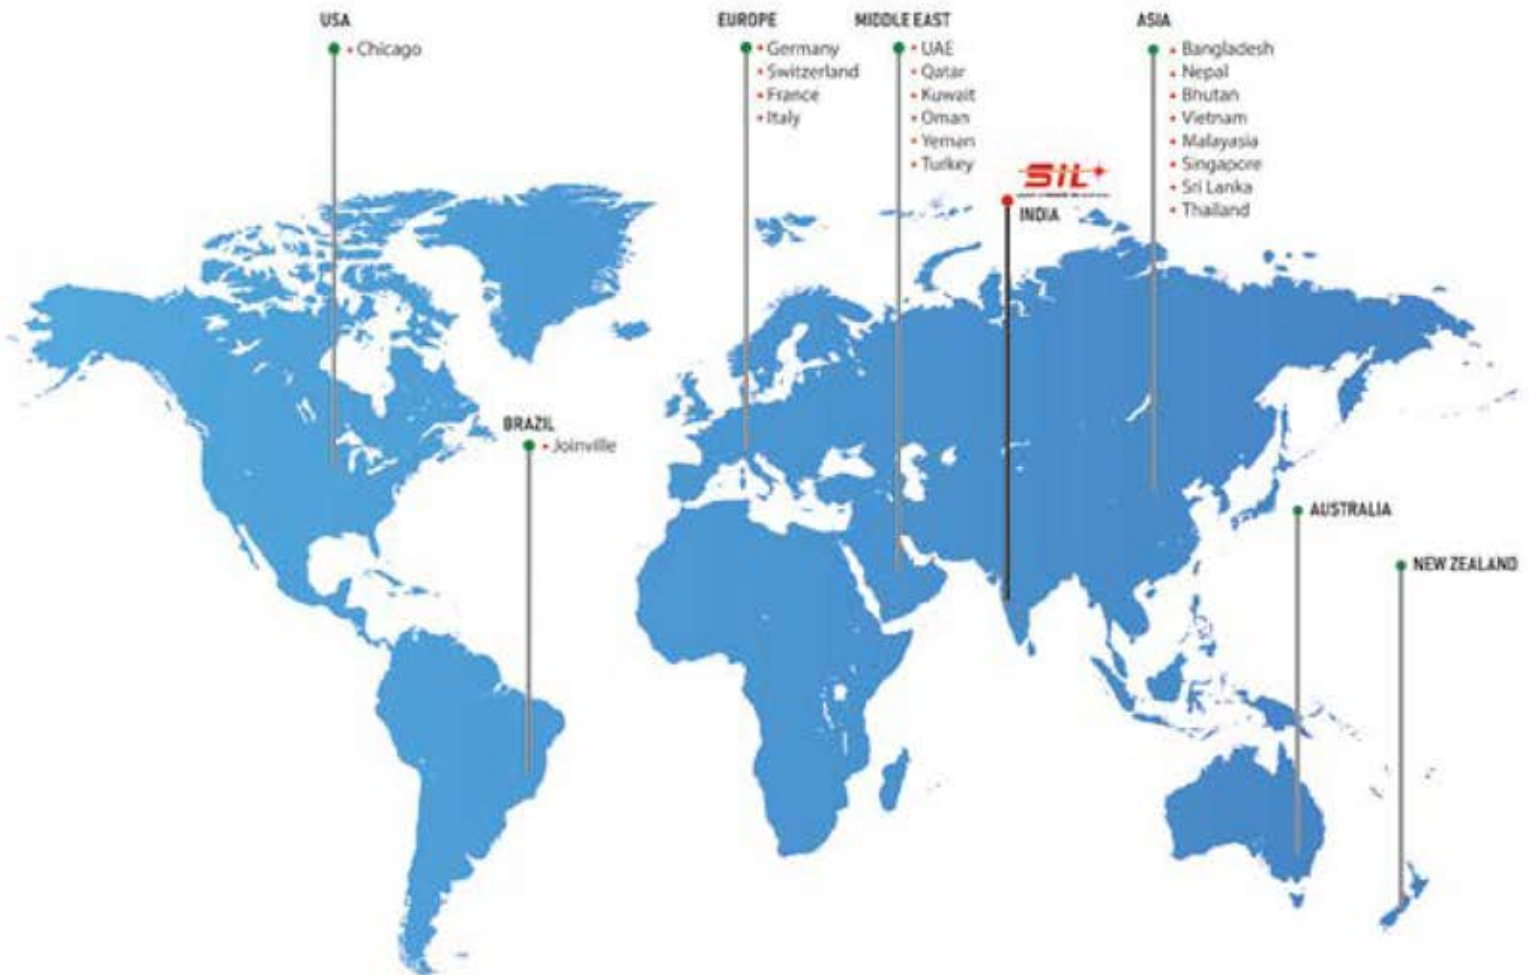 USA
Chicago
EUROPE
Germany
Switzerland
France
Italy
MIDDLE EAST
UAE
Qatar
Kuwait
Oman
Yeman
Turkey
SIL
INDIA
ASIA
Bangladesh
Nepal
Bhutan
Vietnam
Malayasia
Singapore
Sri Lanka
Thailand
BRAZIL
Joinville
AUSTRALIA
NEW ZEALAND